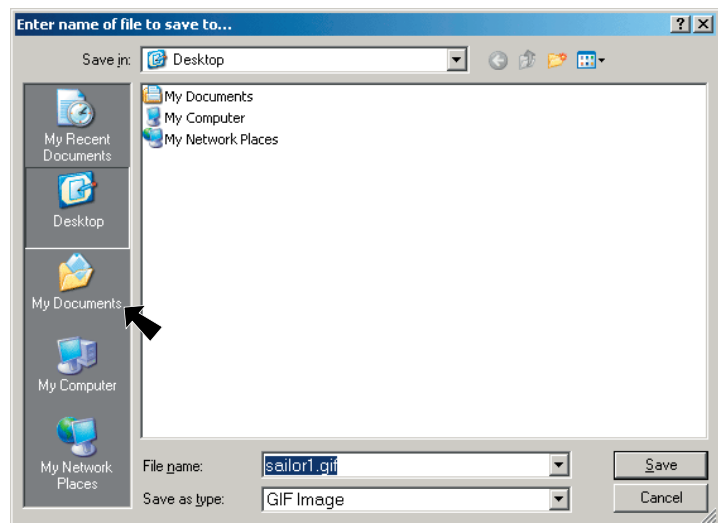 Enter name of file to save to...
Save in: Desktop
My Recent
Documents
Desktop
My Documents
My Computer
My Network
Places
My Documents
My Computer
My Network Places
File name: sailor1.gif Save
Save as type: GIF Image Cancel